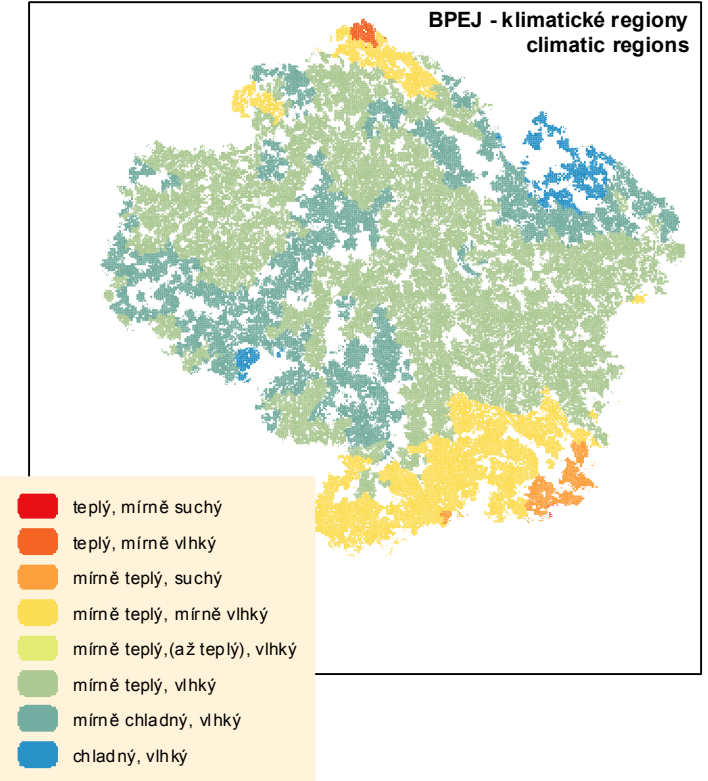 BPEJ - klimatické regiony
climatic regions
teplý, mírně suchý
teplý, mírně vlhký
mírně teplý, suchý
mírně teplý, mírně vlhký
mírně teplý,(až teplý), vlhký
mírně teplý, vlhký
mírně chladný, vlhký
chladný, vlhký